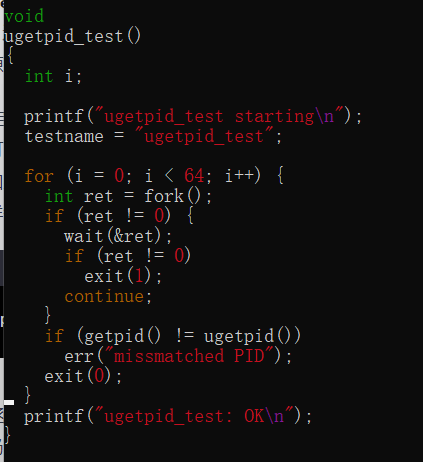 void
ugetpid_test()
{
  int i;

  printf("ugetpid_test starting\n");
  testname = "ugetpid_test";

  for (i = 0; i < 64; i++) {
    int ret = fork();
    if (ret != 0) {
      wait(&ret);
      if (ret != 0)
        exit(1);
      continue;
    }
    if (getpid() != ugetpid())
      err("missmatched PID");
    exit(0);
  }
  printf("ugetpid_test: OK\n");
}